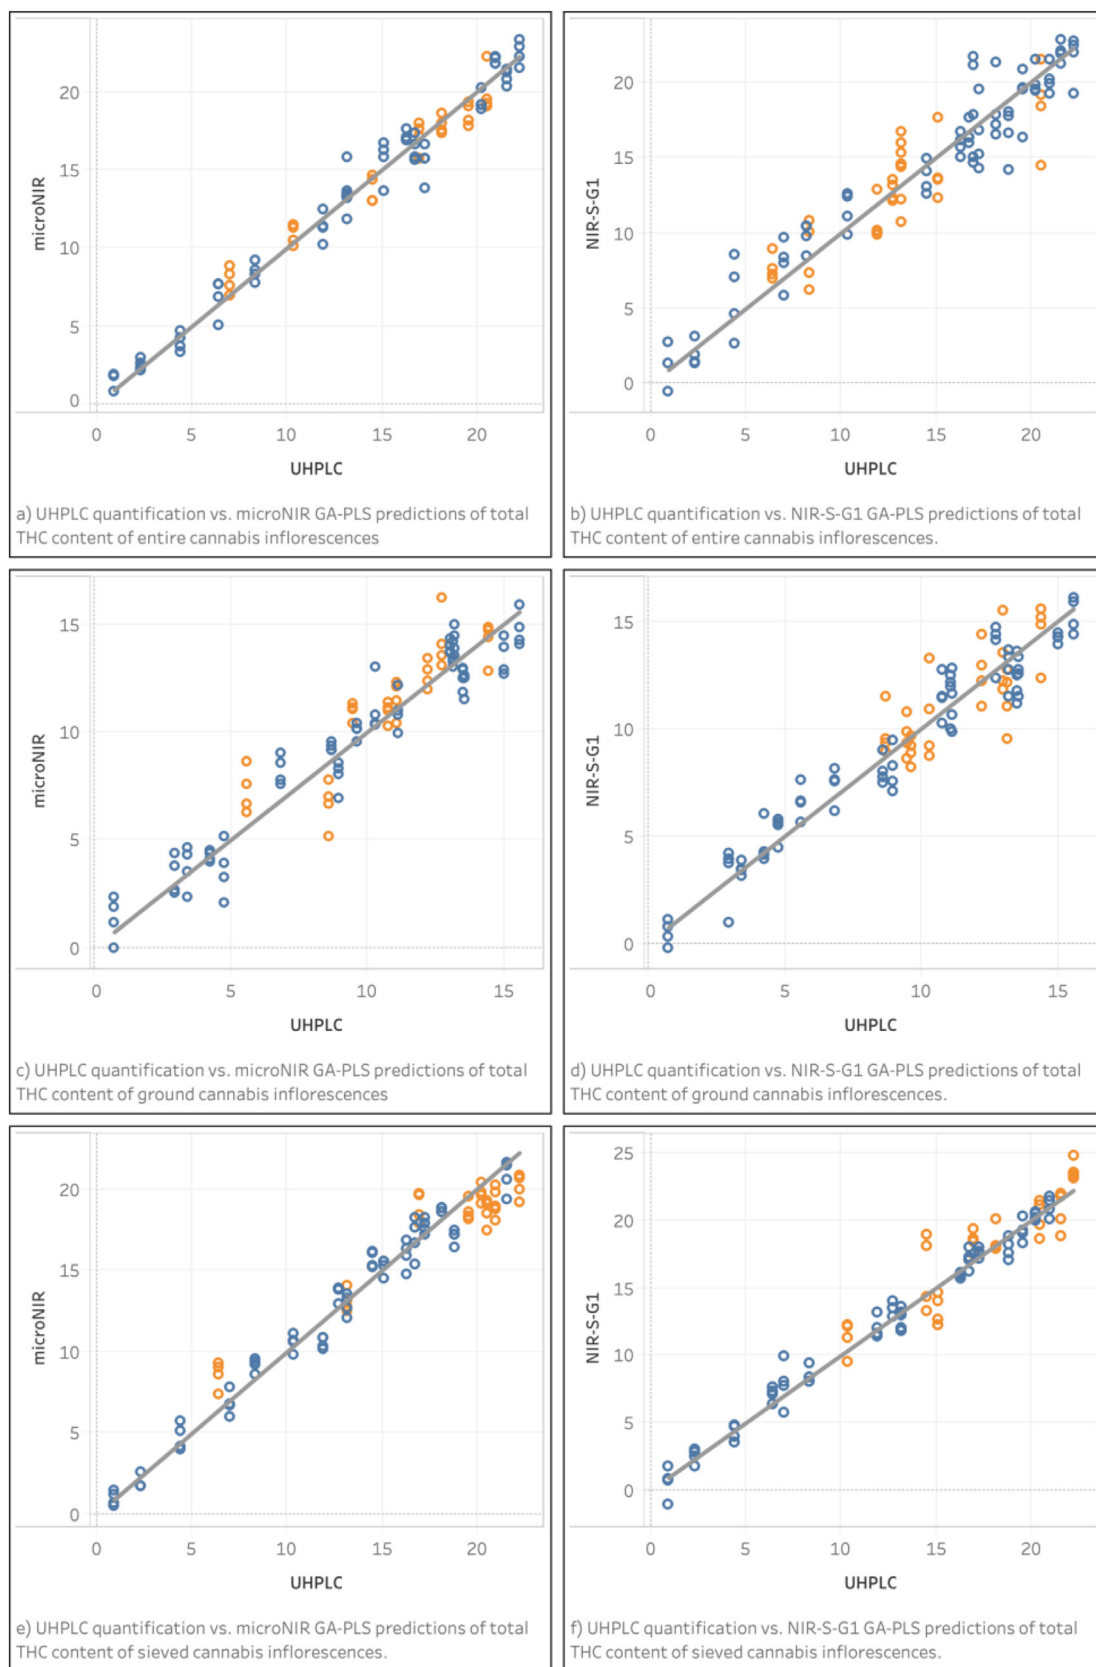 20
15
10
5
0
microNIR
0 5 10 15 20
UHPLC
a) UHPLC quantification vs. microNIR GA-PLS predictions of total
THC content of entire cannabis inflorescences
20
15
10
5
0
NIR-S-G1
0 5 10 15 20
UHPLC
b) UHPLC quantification vs. NIR-S-G1 GA-PLS predictions of total
THC content of entire cannabis inflorescences.
15
10
5
0
microNIR
0 5 10 15
UHPLC
c) UHPLC quantification vs. microNIR GA-PLS predictions of total
THC content of ground cannabis inflorescences
15
10
5
0
NIR-S-G1
0 5 10 15
UHPLC
d) UHPLC quantification vs. NIR-S-G1 GA-PLS predictions of total
THC content of ground cannabis inflorescences.
20
15
10
5
0
microNIR
0 5 10 15 20
UHPLC
e) UHPLC quantification vs. microNIR GA-PLS predictions of total
THC content of sieved cannabis inflorescences.
25
20
15
10
5
0
NIR-S-G1
0 5 10 15 20
UHPLC
f) UHPLC quantification vs. NIR-S-G1 GA-PLS predictions of total
THC content of sieved cannabis inflorescences.